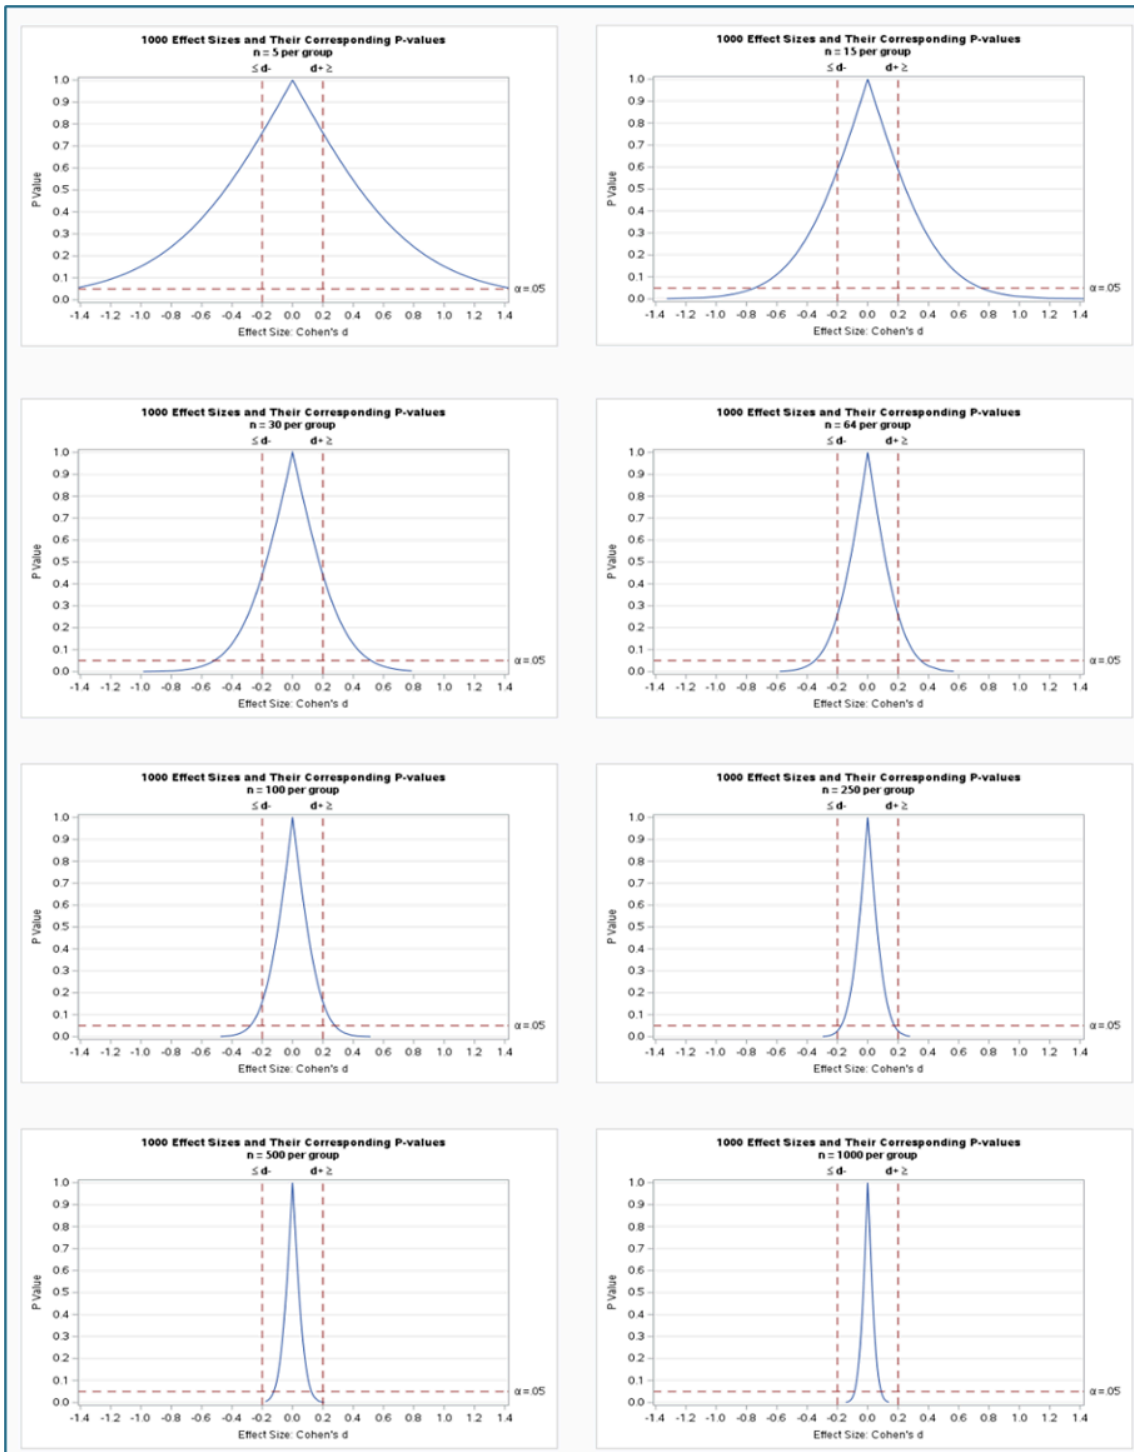 1000 Effect Sizes and Their Corresponding P-values
n = 5 per group
≤ d- d+ ≥
1.0
0.9
0.8
0.7
0.6
0.5
0.4
0.3
0.2
0.1
0.0
P Value
α=.05
-1.4 -1.2 -1.0 -0.8 -0.6 -0.4 -0.2 0.0 0.2 0.4 0.6 0.8 1.0 1.2 1.4
Effect Size: Cohen's d
1000 Effect Sizes and Their Corresponding P-values
n = 15 per group
≤ d- d+ ≥
1.0
0.9
0.8
0.7
0.6
0.5
0.4
0.3
0.2
0.1
0.0
P Value
α=.05
-1.4 -1.2 -1.0 -0.8 -0.6 -0.4 -0.2 0.0 0.2 0.4 0.6 0.8 1.0 1.2 1.4
Effect Size: Cohen's d
1000 Effect Sizes and Their Corresponding P-values
n = 30 per group
≤ d- d+ ≥
1.0
0.9
0.8
0.7
0.6
0.5
0.4
0.3
0.2
0.1
0.0
P Value
α=.05
-1.4 -1.2 -1.0 -0.8 -0.6 -0.4 -0.2 0.0 0.2 0.4 0.6 0.8 1.0 1.2 1.4
Effect Size: Cohen's d
1000 Effect Sizes and Their Corresponding P-values
n = 64 per group
≤ d- d+ ≥
1.0
0.9
0.8
0.7
0.6
0.5
0.4
0.3
0.2
0.1
0.0
P Value
α=.05
-1.4 -1.2 -1.0 -0.8 -0.6 -0.4 -0.2 0.0 0.2 0.4 0.6 0.8 1.0 1.2 1.4
Effect Size: Cohen's d
1000 Effect Sizes and Their Corresponding P-values
n = 100 per group
≤ d- d+ ≥
1.0
0.9
0.8
0.7
0.6
0.5
0.4
0.3
0.2
0.1
0.0
P Value
α=.05
-1.4 -1.2 -1.0 -0.8 -0.6 -0.4 -0.2 0.0 0.2 0.4 0.6 0.8 1.0 1.2 1.4
Effect Size: Cohen's d
1000 Effect Sizes and Their Corresponding P-values
n = 250 per group
≤ d- d+ ≥
1.0
0.9
0.8
0.7
0.6
0.5
0.4
0.3
0.2
0.1
0.0
P Value
α=.05
-1.4 -1.2 -1.0 -0.8 -0.6 -0.4 -0.2 0.0 0.2 0.4 0.6 0.8 1.0 1.2 1.4
Effect Size: Cohen's d
1000 Effect Sizes and Their Corresponding P-values
n = 500 per group
≤ d- d+ ≥
1.0
0.9
0.8
0.7
0.6
0.5
0.4
0.3
0.2
0.1
0.0
P Value
α=.05
-1.4 -1.2 -1.0 -0.8 -0.6 -0.4 -0.2 0.0 0.2 0.4 0.6 0.8 1.0 1.2 1.4
Effect Size: Cohen's d
1000 Effect Sizes and Their Corresponding P-values
n = 1000 per group
≤ d- d+ ≥
1.0
0.9
0.8
0.7
0.6
0.5
0.4
0.3
0.2
0.1
0.0
P Value
α=.05
-1.4 -1.2 -1.0 -0.8 -0.6 -0.4 -0.2 0.0 0.2 0.4 0.6 0.8 1.0 1.2 1.4
Effect Size: Cohen's d